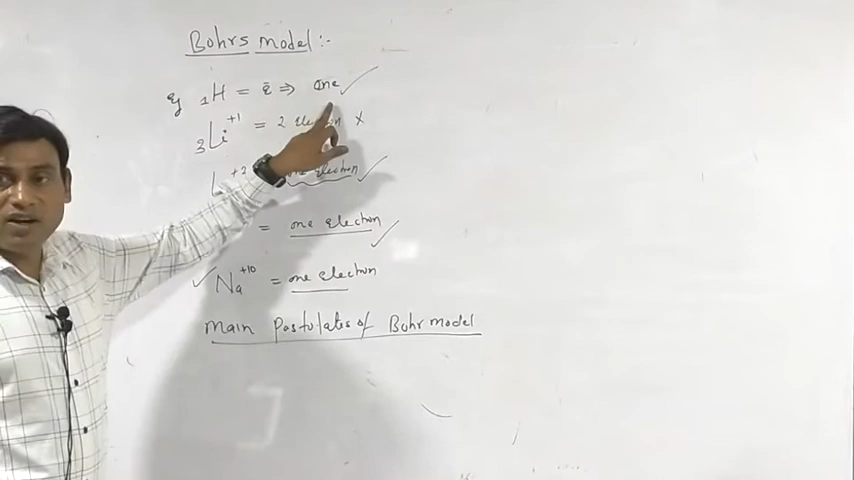 Bohrs model :-
eg 1H = ē ⇒ one ✓
3Li+1 = 2 electron ×
L +2 one electron ✓
= one electron ✓
✓ Na+10 = one electron
main Postulates of Bohr model